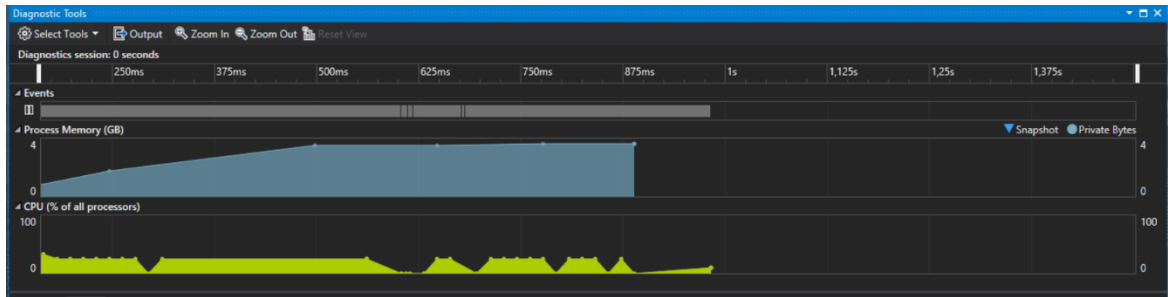 Diagnostic Tools
Select Tools Output Zoom In Zoom Out Reset View
Diagnostics session: 0 seconds
250ms 375ms 500ms 625ms 750ms 875ms 1s 1,125s 1,25s 1,375s
Events
Process Memory (GB) Snapshot Private Bytes
4 4
0 0
CPU (% of all processors)
100 100
0 0